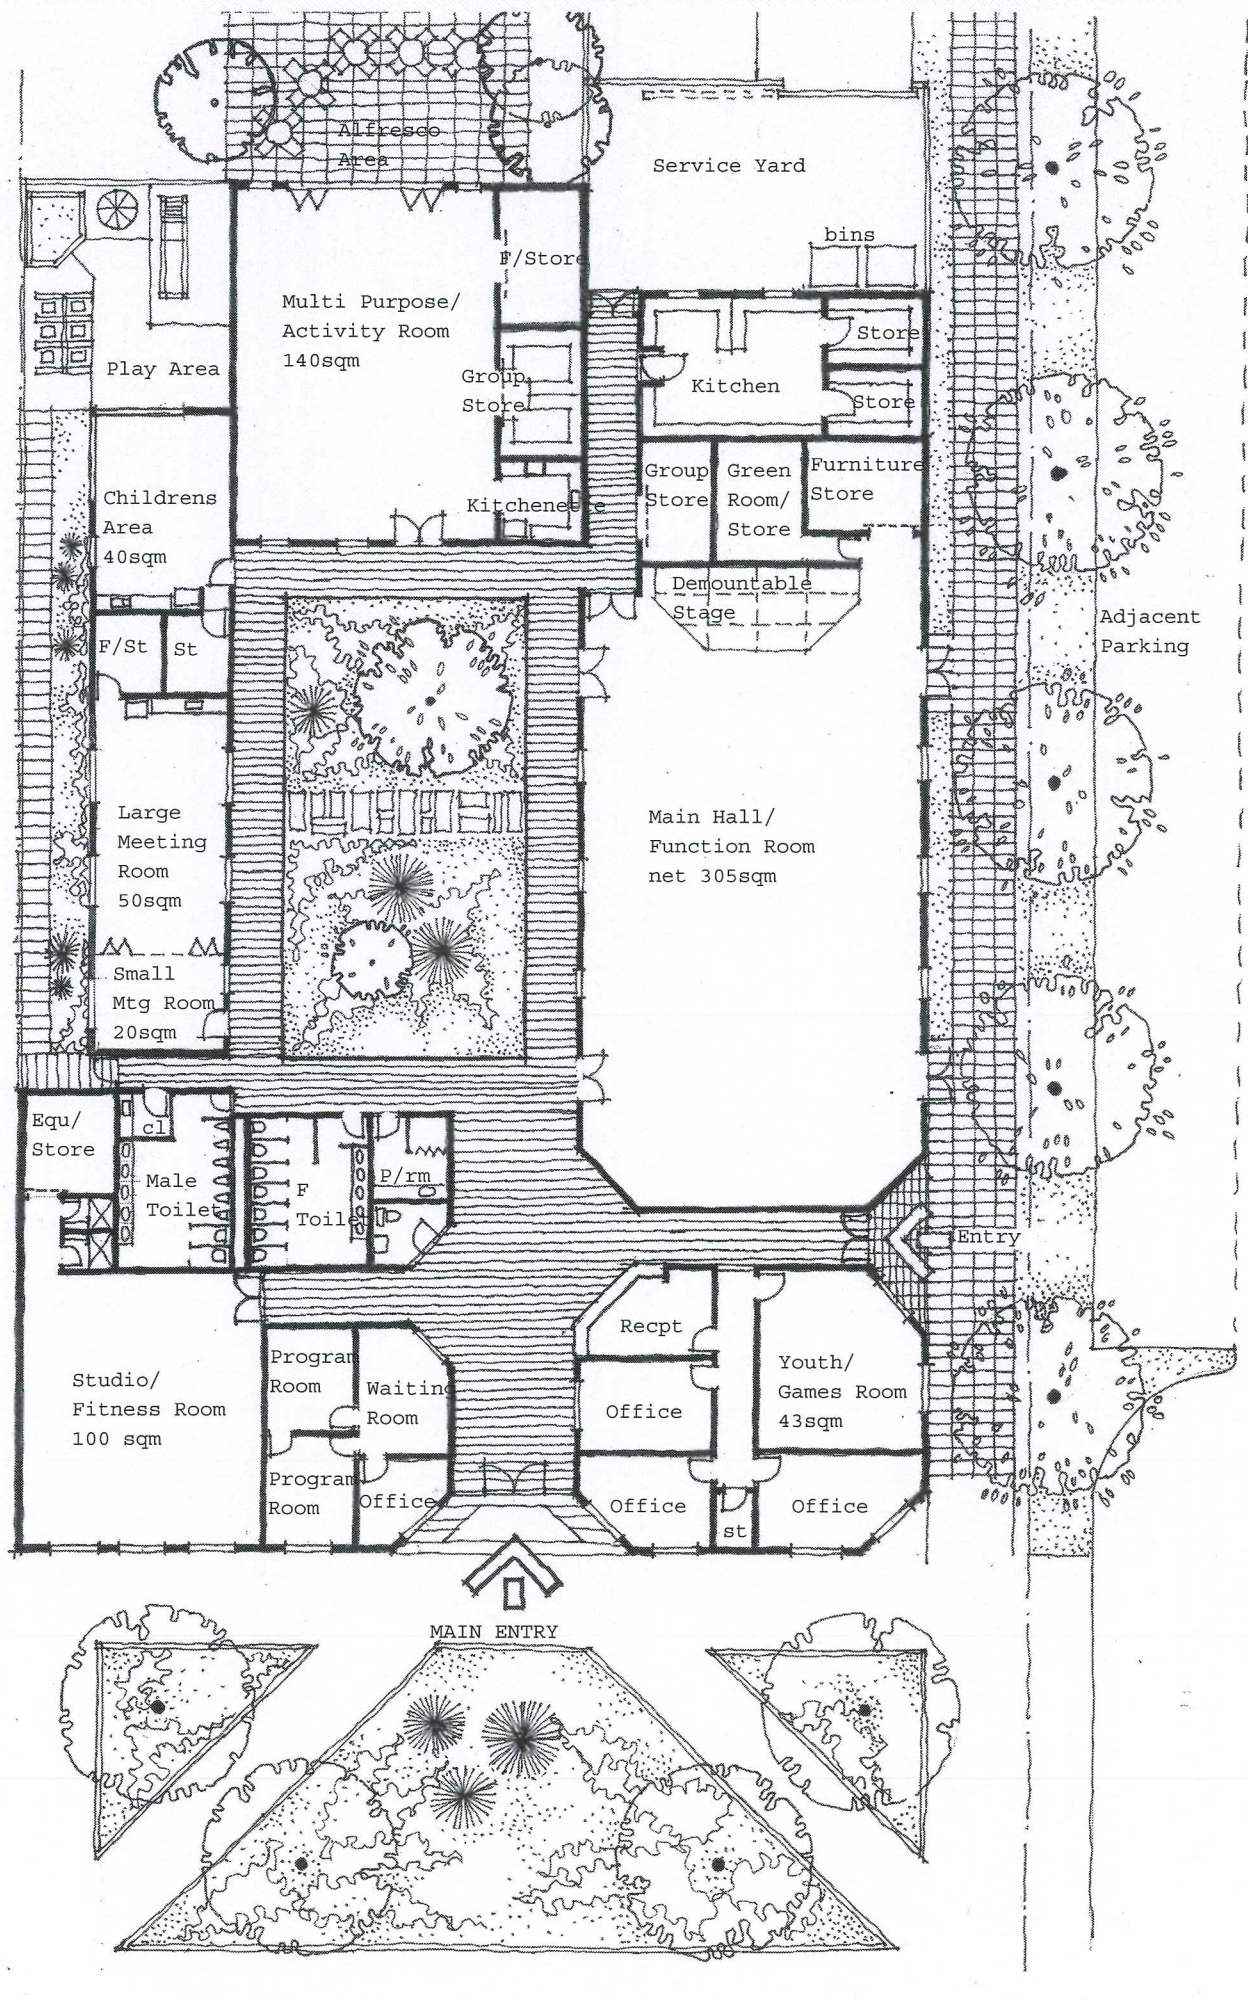 Alfresco
Area
Service Yard
bins
F/Store
Multi Purpose/
Activity Room
140sqm
Play Area
Group
Store
Kitchen
Store
Store
Group
Store
Green
Room/
Store
Furniture
Store
Kitchenette
Childrens
Area
40sqm
Demountable
Stage
Adjacent
Parking
F/St
St
Large
Meeting
Room
50sqm
Main Hall/
Function Room
net 305sqm
Small
Mtg Room
20sqm
Equ/
Store
cl
Male
Toilet
F
Toilet
P/rm
Entry
Recpt
Program
Room
Waiting
Room
Studio/
Fitness Room
100 sqm
Office
Youth/
Games Room
43sqm
Program
Room
Office
Office
st
Office
MAIN ENTRY